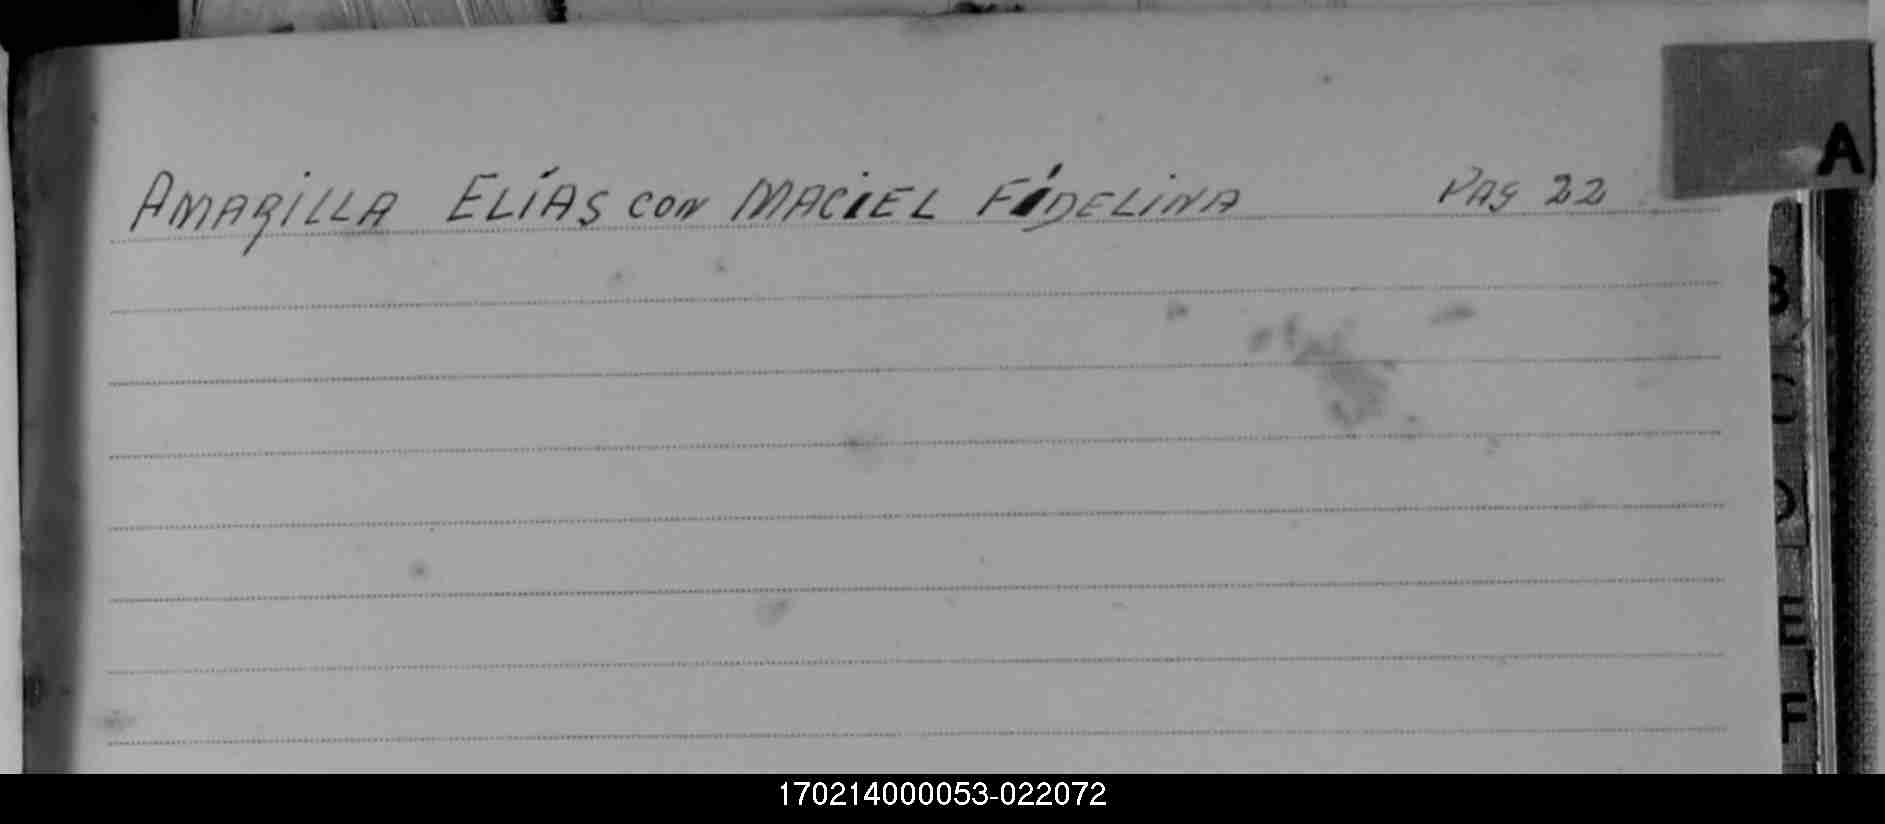 A
AMARILLA ELÍAS con MACIEL FIDELINA PAG 22
B
C
D
E
F
170214000053-022072